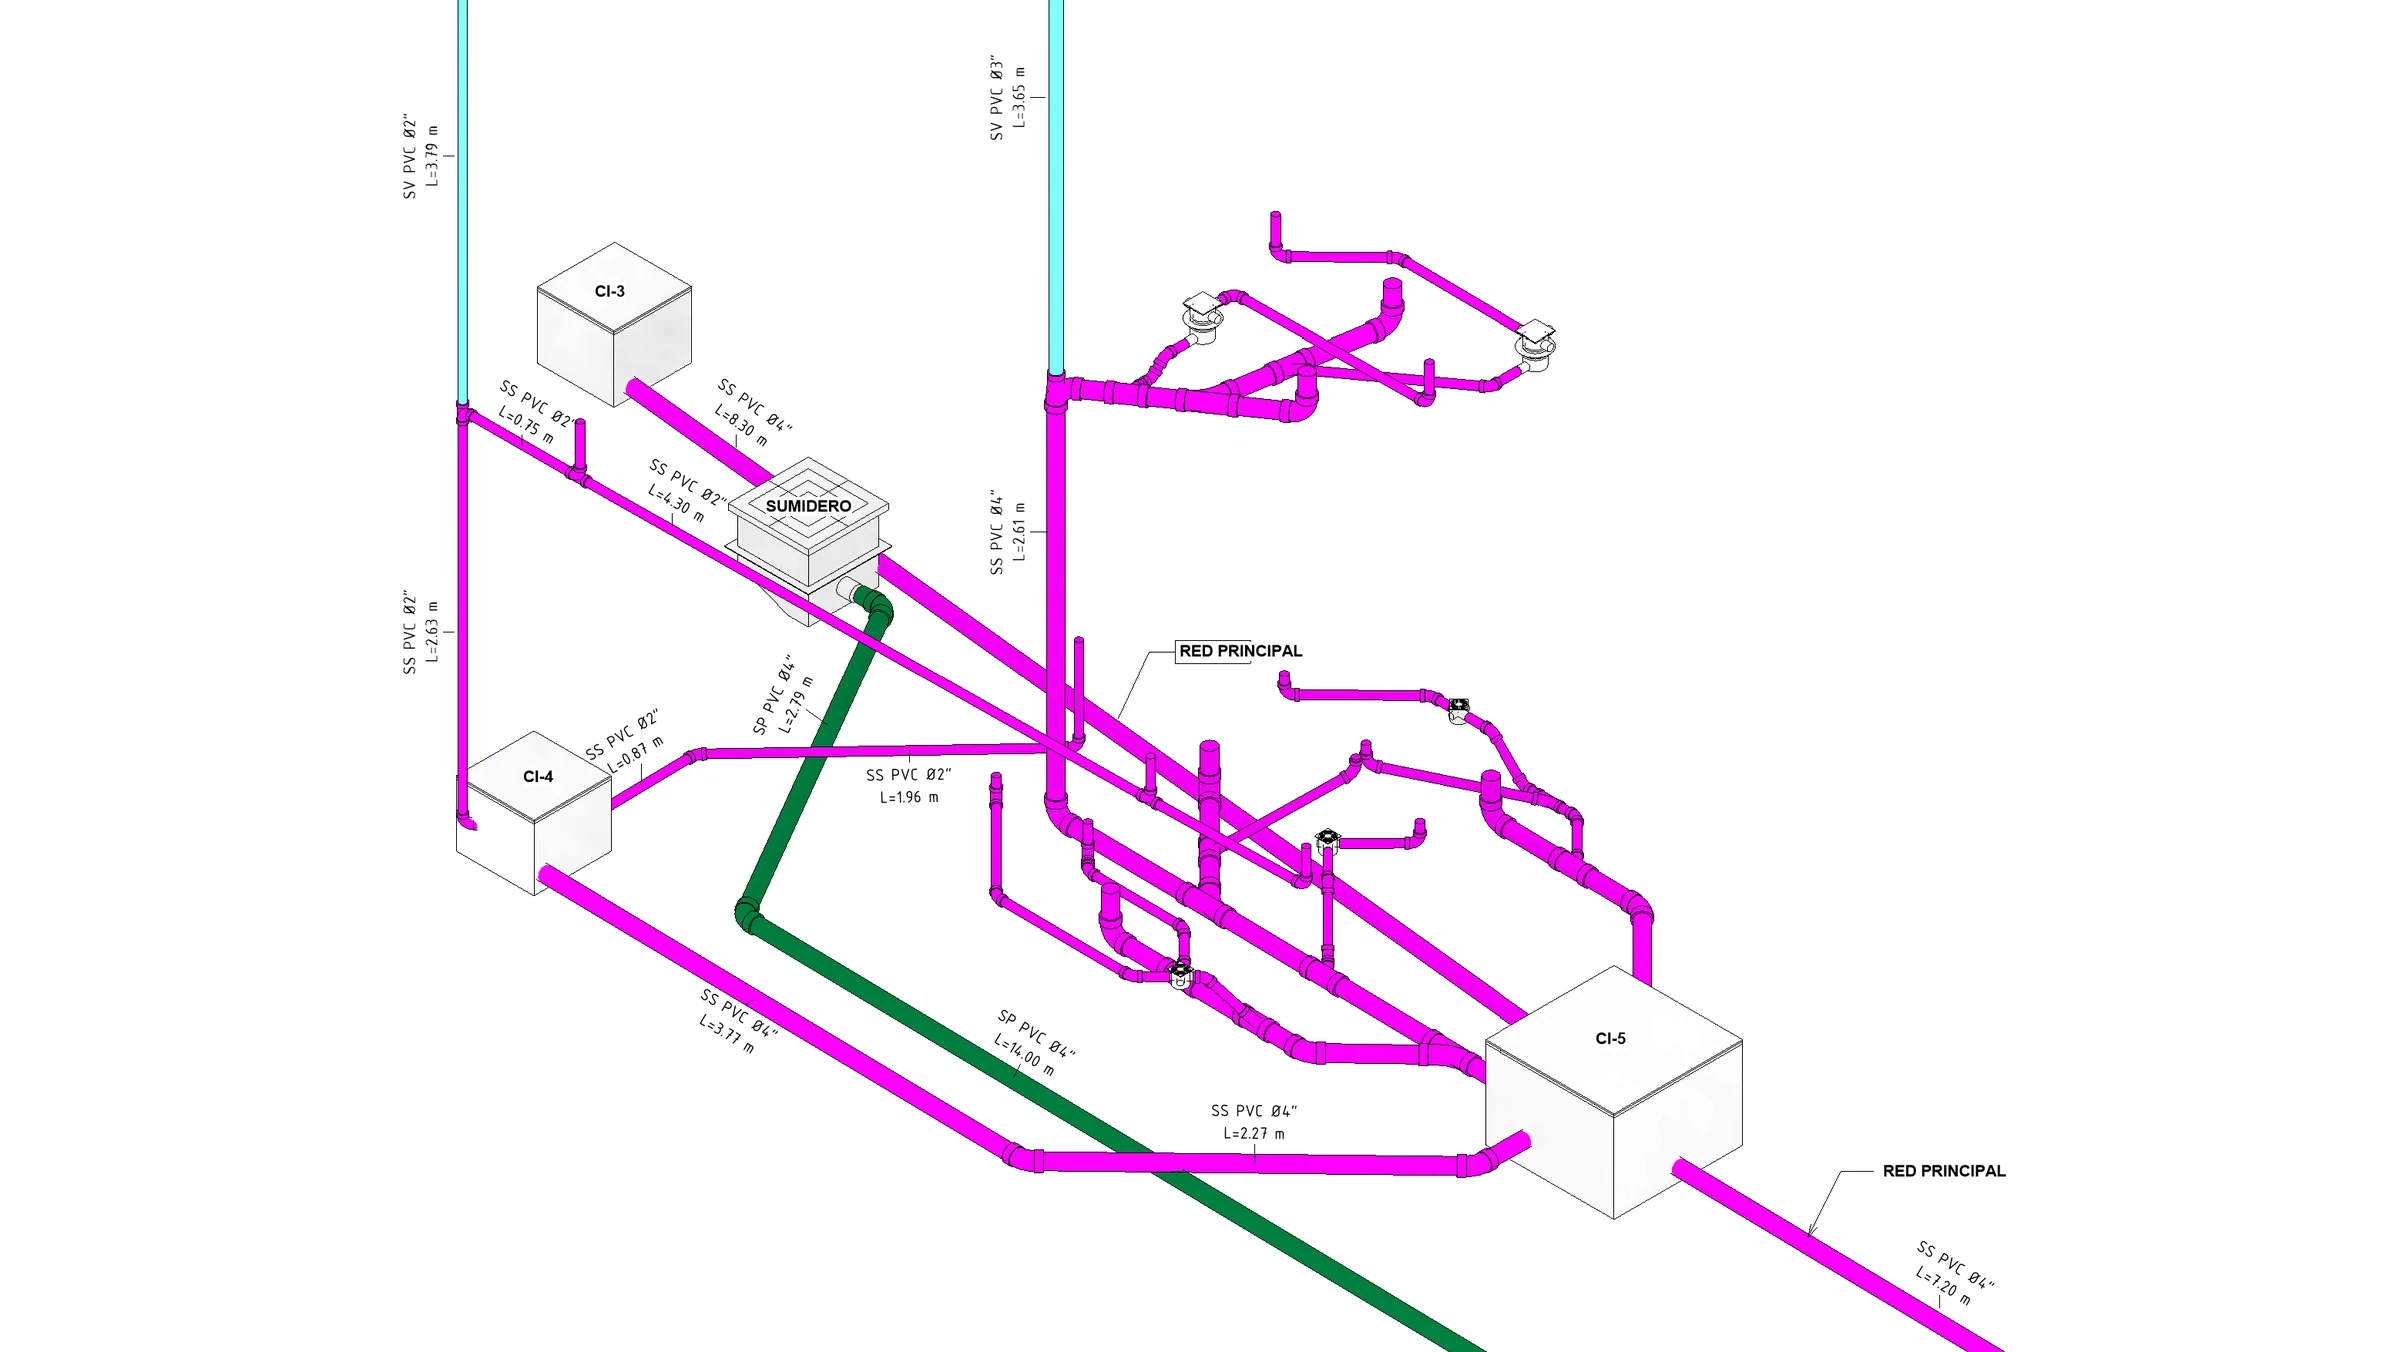 SV PVC Ø3"
L=3.65 m
SV PVC Ø2"
L=3.79 m
CI-3
SS PVC Ø2"
L=0.75 m
SS PVC Ø4"
L=8.30 m
SS PVC Ø2"
L=4.30 m
SUMIDERO
SS PVC Ø4"
L=2.61 m
SS PVC Ø2"
L=2.63 m
RED PRINCIPAL
SP PVC Ø4"
L=2.79 m
SS PVC Ø2"
L=0.87 m
CI-4
SS PVC Ø2"
L=1.96 m
SS PVC Ø4"
L=3.77 m
SP PVC Ø4"
L=14.00 m
CI-5
SS PVC Ø4"
L=2.27 m
RED PRINCIPAL
SS PVC Ø4"
L=7.20 m